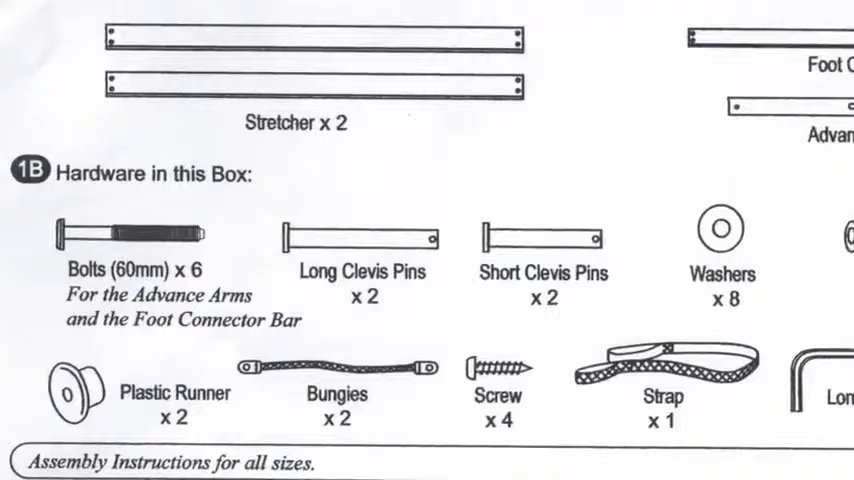 Stretcher x 2
Foot
Advan
1B Hardware in this Box:
Bolts (60mm) x 6
For the Advance Arms
and the Foot Connector Bar
Long Clevis Pins
x 2
Short Clevis Pins
x 2
Washers
x 8
Plastic Runner
x 2
Bungies
x 2
Screw
x 4
Strap
x 1
Lon
Assembly Instructions for all sizes.